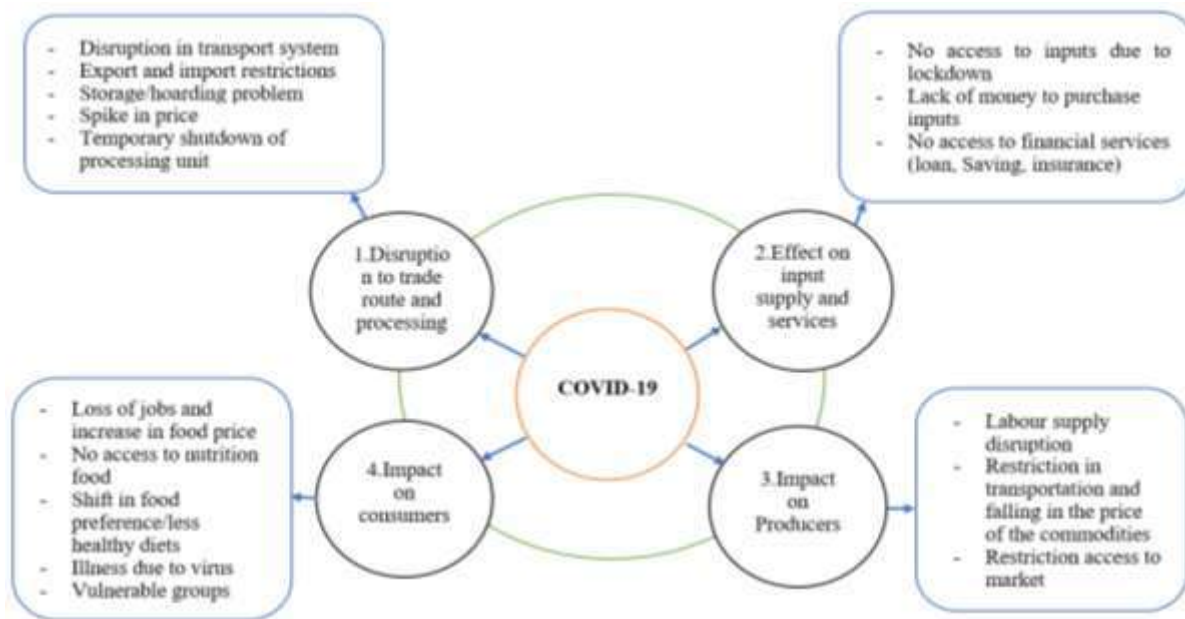 - Disruption in transport system
- Export and import restrictions
- Storage/hoarding problem
- Spike in price
- Temporary shutdown of
processing unit
- No access to inputs due to
lockdown
- Lack of money to purchase
inputs
- No access to financial services
(loan, Saving, insurance)
1.Disruptio
n to trade
route and
processing
2.Effect on
input
supply and
services
COVID-19
- Loss of jobs and
increase in food price
- No access to nutrition
food
- Shift in food
preference/less
healthy diets
- Illness due to virus
- Vulnerable groups
4.Impact
on
consumers
3.Impact
on
Producers
- Labour supply
disruption
- Restriction in
transportation and
falling in the price
of the commodities
- Restriction access to
market